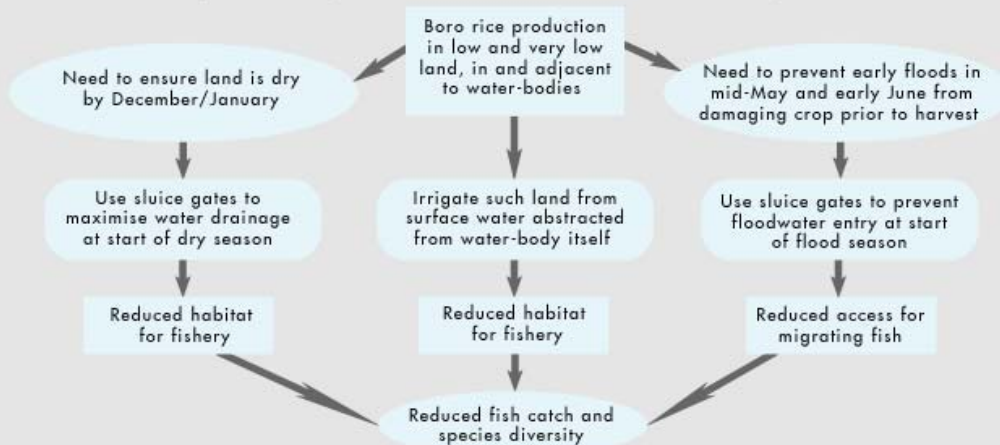 Boro rice production
in low and very low
land, in and adjacent
to water-bodies
Need to ensure land is dry
by December/January
Need to prevent early floods in
mid-May and early June from
damaging crop prior to harvest
Use sluice gates to
maximise water drainage
at start of dry season
Irrigate such land from
surface water abstracted
from water-body itself
Use sluice gates to prevent
floodwater entry at start
of flood season
Reduced habitat
for fishery
Reduced habitat
for fishery
Reduced access for
migrating fish
Reduced fish catch and
species diversity